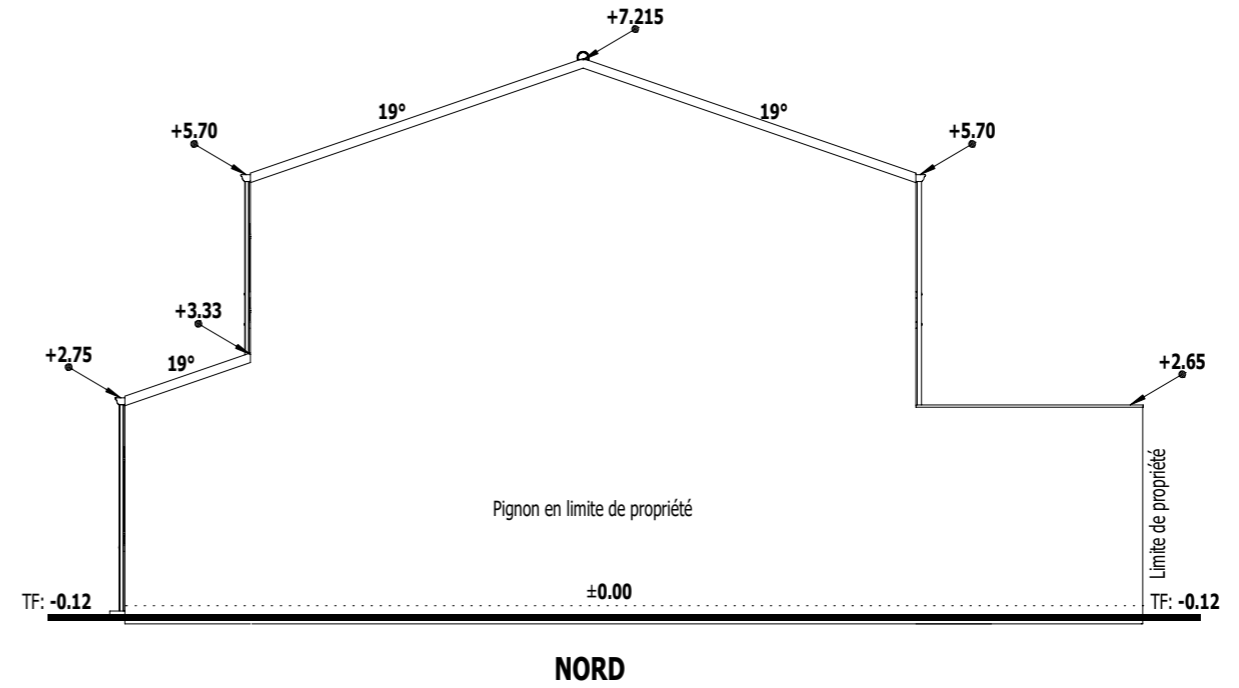 +7.215
19°
19°
+5.70
+5.70
+3.33
+2.75
19°
+2.65
Pignon en limite de propriété
Limite de propriété
±0.00
TF: -0.12
TF: -0.12
NORD